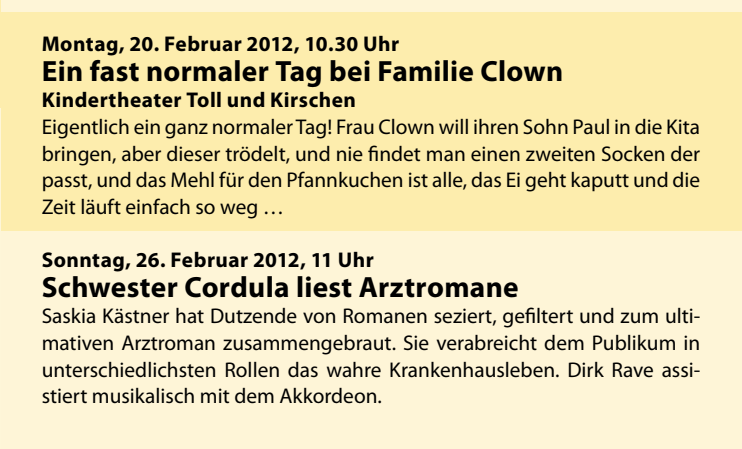 Montag, 20. Februar 2012, 10.30 Uhr
Ein fast normaler Tag bei Familie Clown
Kindertheater Toll und Kirschen
Eigentlich ein ganz normaler Tag! Frau Clown will ihren Sohn Paul in die Kita
bringen, aber dieser trödelt, und nie findet man einen zweiten Socken der
passt, und das Mehl für den Pfannkuchen ist alle, das Ei geht kaputt und die
Zeit läuft einfach so weg …
Sonntag, 26. Februar 2012, 11 Uhr
Schwester Cordula liest Arztromane
Saskia Kästner hat Dutzende von Romanen seziert, gefiltert und zum ulti-
mativen Arztroman zusammengebraut. Sie verabreicht dem Publikum in
unterschiedlichsten Rollen das wahre Krankenhausleben. Dirk Rave assi-
stiert musikalisch mit dem Akkordeon.